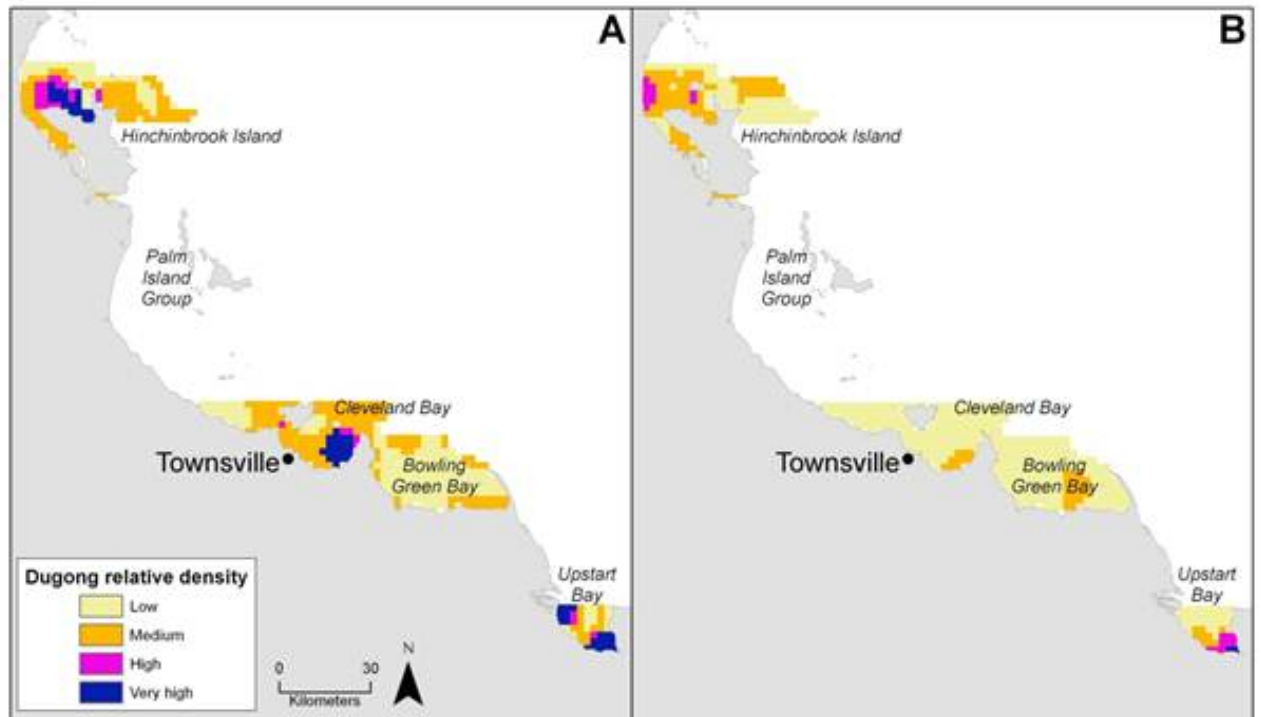 A
Hinchinbrook Island
Palm
Island
Group
Cleveland Bay
Townsville
Bowling
Green Bay
Upstart
Bay
Dugong relative density
Low
Medium
High
Very high
0 30
Kilometers
N
B
Hinchinbrook Island
Palm
Island
Group
Cleveland Bay
Townsville
Bowling
Green Bay
Upstart
Bay